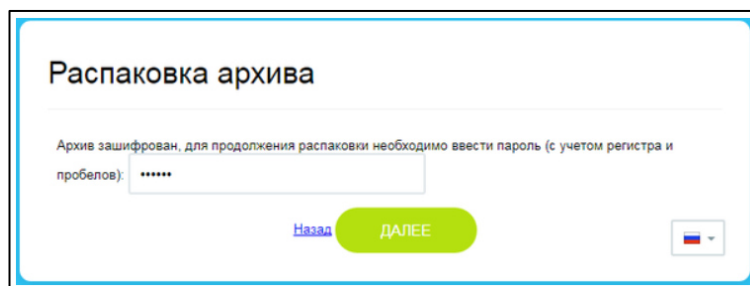 Распаковка архива
Архив зашифрован, для продолжения распаковки необходимо ввести пароль (с учетом регистра и
пробелов): ••••••
Назад ДАЛЕЕ